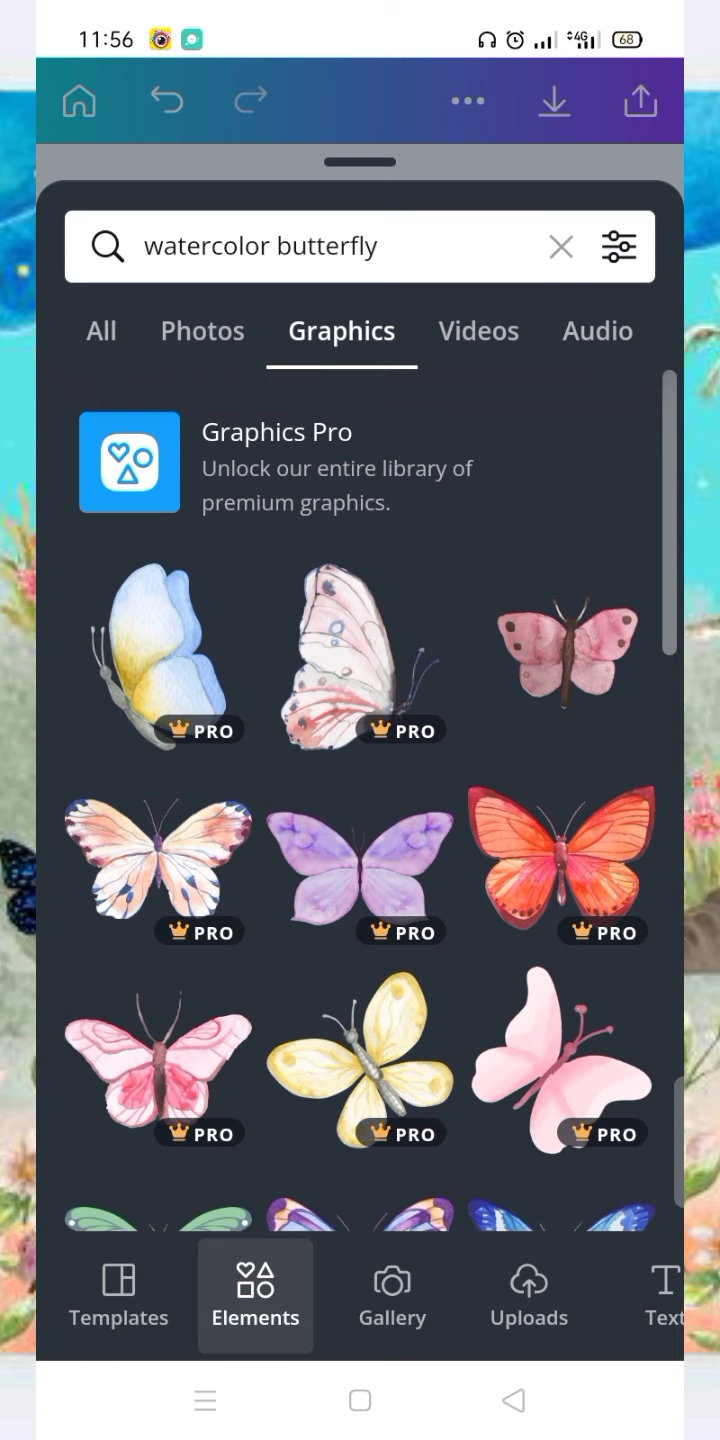 11:56
4G
68
watercolor butterfly
All Photos Graphics Videos Audio
Graphics Pro
Unlock our entire library of
premium graphics.
PRO PRO
PRO PRO PRO
PRO PRO PRO
Templates Elements Gallery Uploads Text